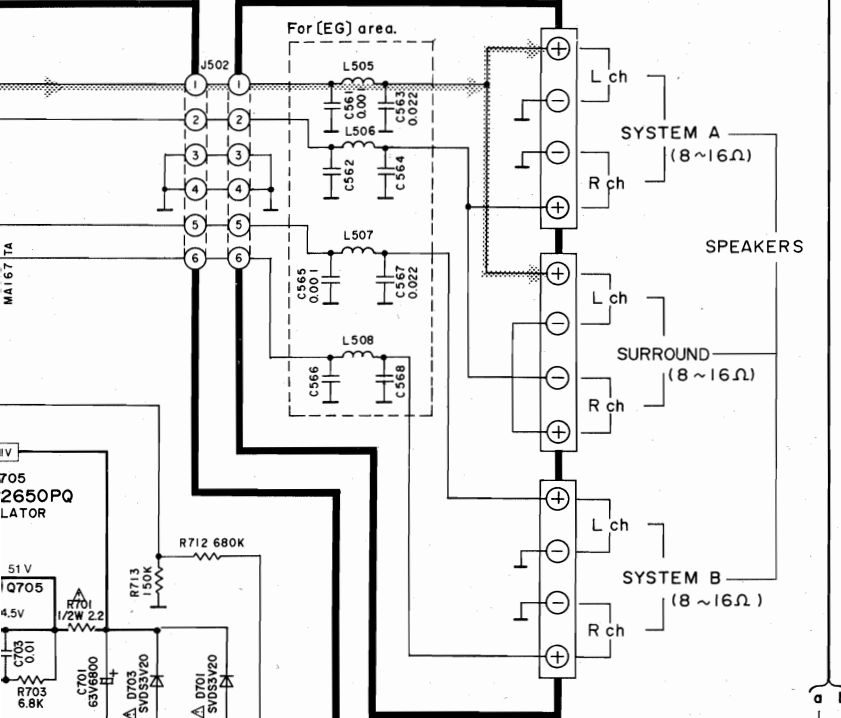 For [EG] area.
J502
L505
1
1
C561
0.001
C563
0.022
+
L ch
−
2
2
L506
SYSTEM A
(8~16Ω)
3
3
−
C562
C564
R ch
4
4
+
5
5
L507
SPEAKERS
6
6
MA167 TA
C565
0.001
C567
0.022
+
L ch
−
L508
SURROUND
(8~16Ω)
C566
C568
−
R ch
+
1V
705
2650PQ
LATOR
+
L ch
R712 680K
−
51V
Q705
R713
150K
SYSTEM B
(8~16Ω)
R701
1/2W 2.2
4.5V
−
R ch
C703
0.01
+
C701
63V6800
+
D703
SVDS3V20
D701
SVDS3V20
R703
6.8K
a